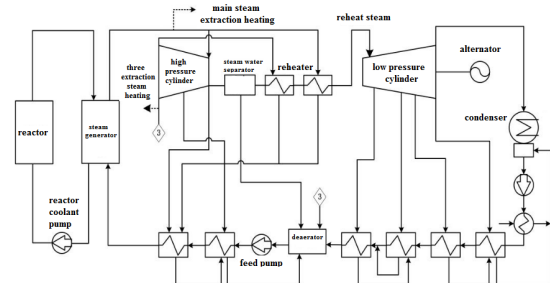 main steam
extraction heating
reheat steam
three
extraction
steam
heating
high
pressure
cylinder
steam water
separator
reheater
low pressure
cylinder
alternator
condenser
reactor
steam
generator
3
3
reactor
coolant
pump
feed pump
deaerator